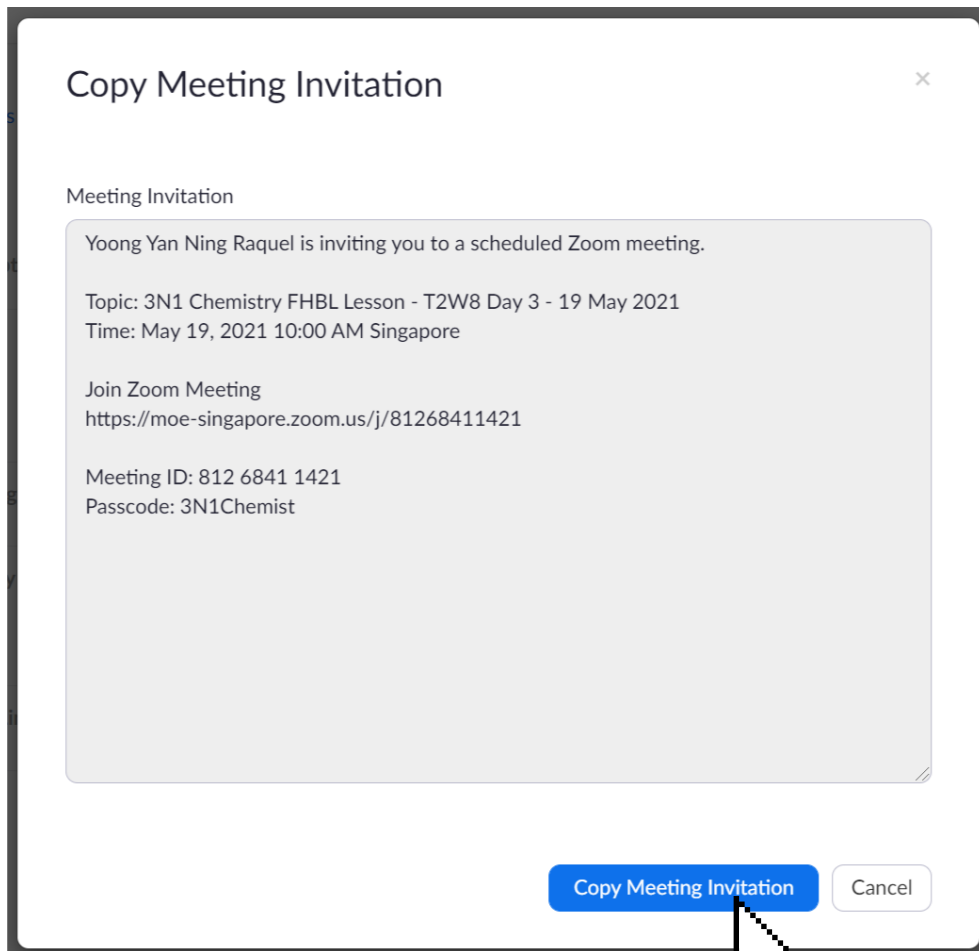 Copy Meeting Invitation
Meeting Invitation
Yoong Yan Ning Raquel is inviting you to a scheduled Zoom meeting.
Topic: 3N1 Chemistry FHBL Lesson - T2W8 Day 3 - 19 May 2021
Time: May 19, 2021 10:00 AM Singapore
Join Zoom Meeting
https://moe-singapore.zoom.us/j/81268411421
Meeting ID: 812 6841 1421
Passcode: 3N1Chemist
Copy Meeting Invitation
Cancel